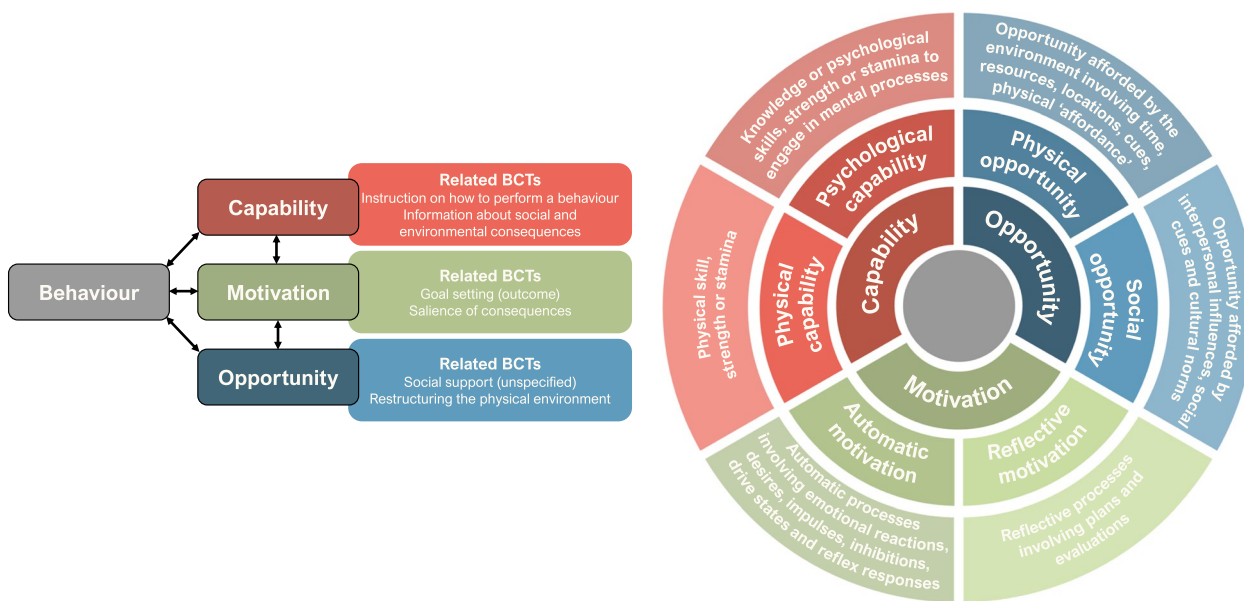 Behaviour
Capability
Related BCTs
Instruction on how to perform a behaviour
Information about social and
environmental consequences
Motivation
Related BCTs
Goal setting (outcome)
Salience of consequences
Opportunity
Related BCTs
Social support (unspecified)
Restructuring the physical environment
Knowledge or psychological
skills, strength or stamina to
engage in mental processes
Psychological
capability
Capability
Physical
capability
Physical skill,
strength or stamina
Opportunity afforded by the
environment involving time,
resources, locations, cues,
physical ‘affordance’
Physical
opportunity
Opportunity
Social
opportunity
Opportunity afforded by
interpersonal influences, social
cues and cultural norms
Motivation
Automatic
motivation
Automatic processes
involving emotional reactions,
desires, impulses, inhibitions,
drive states and reflex responses
Reflective
motivation
Reflective processes
involving plans and
evaluations